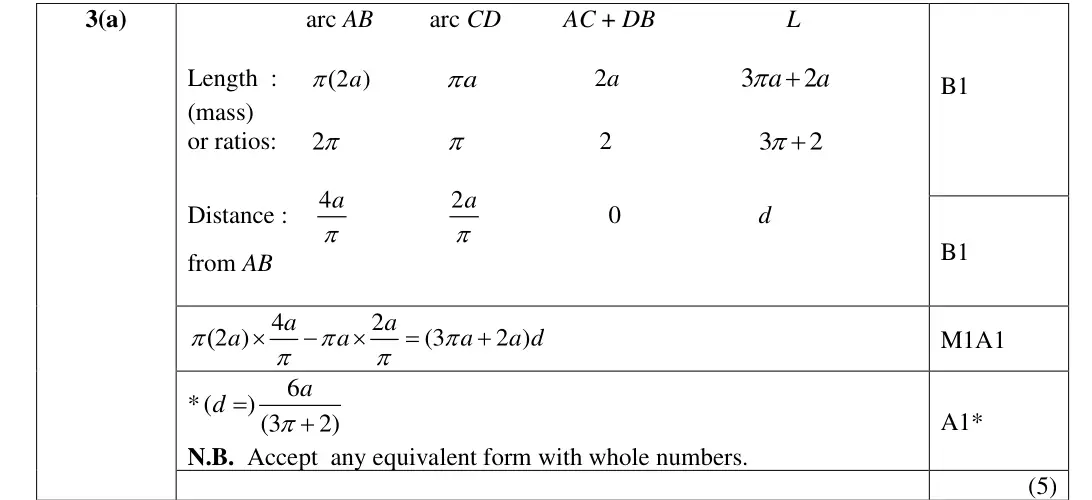 3(a) arc AB arc CD AC + DB L
Length : π(2a) πa 2a 3πa + 2a B1
(mass)
or ratios: 2π π 2 3π + 2
Distance : 4a/π 2a/π 0 d
from AB B1
π(2a) × 4a/π − πa × 2a/π = (3πa + 2a)d M1A1
* (d =) 6a/(3π + 2) A1*
N.B. Accept any equivalent form with whole numbers.
(5)